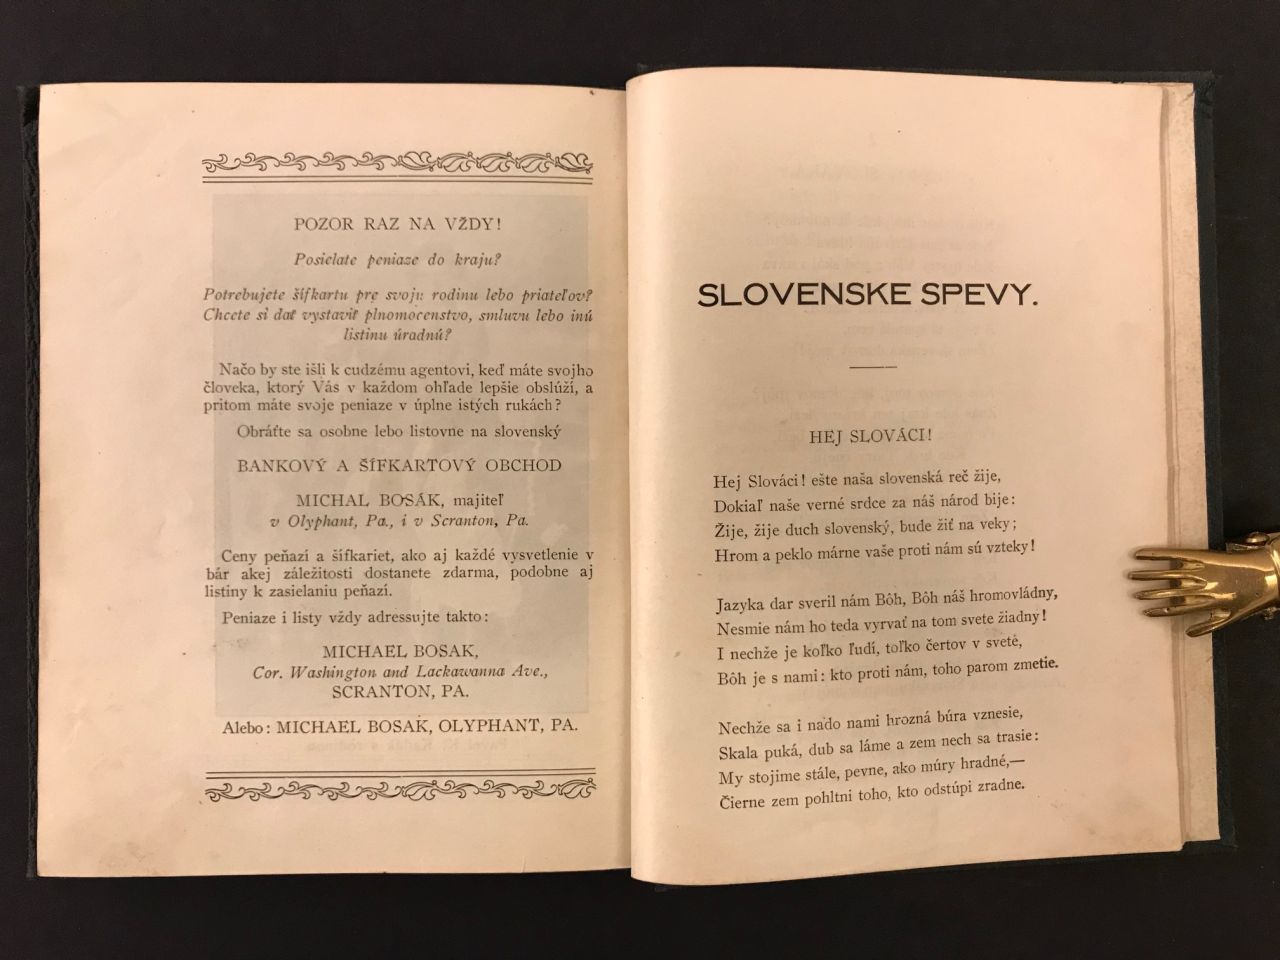 POZOR RAZ NA VŽDY!
Posielate peniaze do kraju?
Potrebujete šífkartu pre svoju rodinu lebo priateľov?
Chcete si dať vystaviť plnomocenstvo, smluvu lebo inú
listinu úradnú?
Načo by ste išli k cudzému agentovi, keď máte svojho
človeka, ktorý Vás v každom ohľade lepšie obslúží, a
pritom máte svoje peniaze v úplne istých rukách?
Obráťte sa osobne lebo listovne na slovenský
BANKOVÝ A ŠÍFKARTOVÝ OBCHOD
MICHAL BOSÁK, majiteľ
v Olyphant, Pa., i v Scranton, Pa.
Ceny peňazí a šífkariet, ako aj každé vysvetlenie v
bár akej záležitosti dostanete zdarma, podobne aj
listiny k zasielaniu peňazí.
Peniaze i listy vždy adressujte takto:
MICHAEL BOSAK,
Cor. Washington and Lackawanna Ave.,
SCRANTON, PA.
Alebo: MICHAEL BOSAK, OLYPHANT, PA.
SLOVENSKE SPEVY.
HEJ SLOVÁCI!
Hej Slováci! ešte naša slovenská reč žije,
Dokiaľ naše verné srdce za náš národ bije:
Žije, žije duch slovenský, bude žiť na veky;
Hrom a peklo márne vaše proti nám sú vzteky!
Jazyka dar sveril nám Bôh, Bôh náš hromovládny,
Nesmie nám ho teda vyrvať na tom svete žiadny!
I nechže je koľko ľudí, toľko čertov v svete,
Bôh je s nami: kto proti nám, toho parom zmetie.
Nechže sa i nado nami hrozná búra vznesie,
Skala puká, dub sa láme a zem nech sa trasie:
My stojime stále, pevne, ako múry hradné,—
Čierne zem pohltni toho, kto odstúpi zradne.